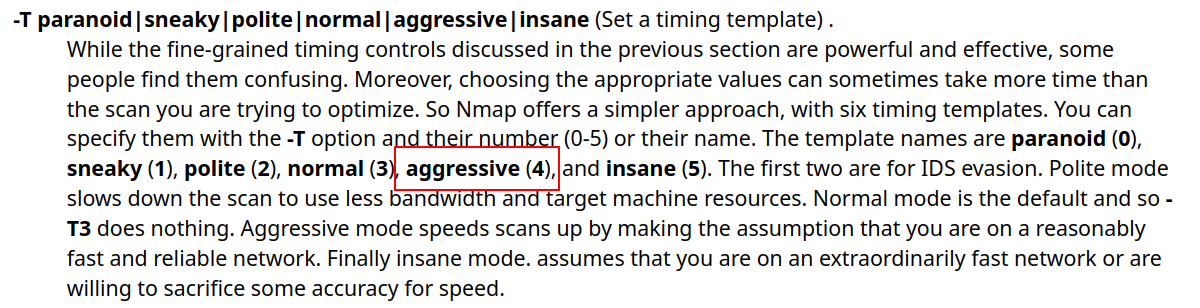 -T paranoid|sneaky|polite|normal|aggressive|insane (Set a timing template) .
While the fine-grained timing controls discussed in the previous section are powerful and effective, some
people find them confusing. Moreover, choosing the appropriate values can sometimes take more time than
the scan you are trying to optimize. So Nmap offers a simpler approach, with six timing templates. You can
specify them with the -T option and their number (0-5) or their name. The template names are paranoid (0),
sneaky (1), polite (2), normal (3), aggressive (4), and insane (5). The first two are for IDS evasion. Polite mode
slows down the scan to use less bandwidth and target machine resources. Normal mode is the default and so -
T3 does nothing. Aggressive mode speeds scans up by making the assumption that you are on a reasonably
fast and reliable network. Finally insane mode. assumes that you are on an extraordinarily fast network or are
willing to sacrifice some accuracy for speed.